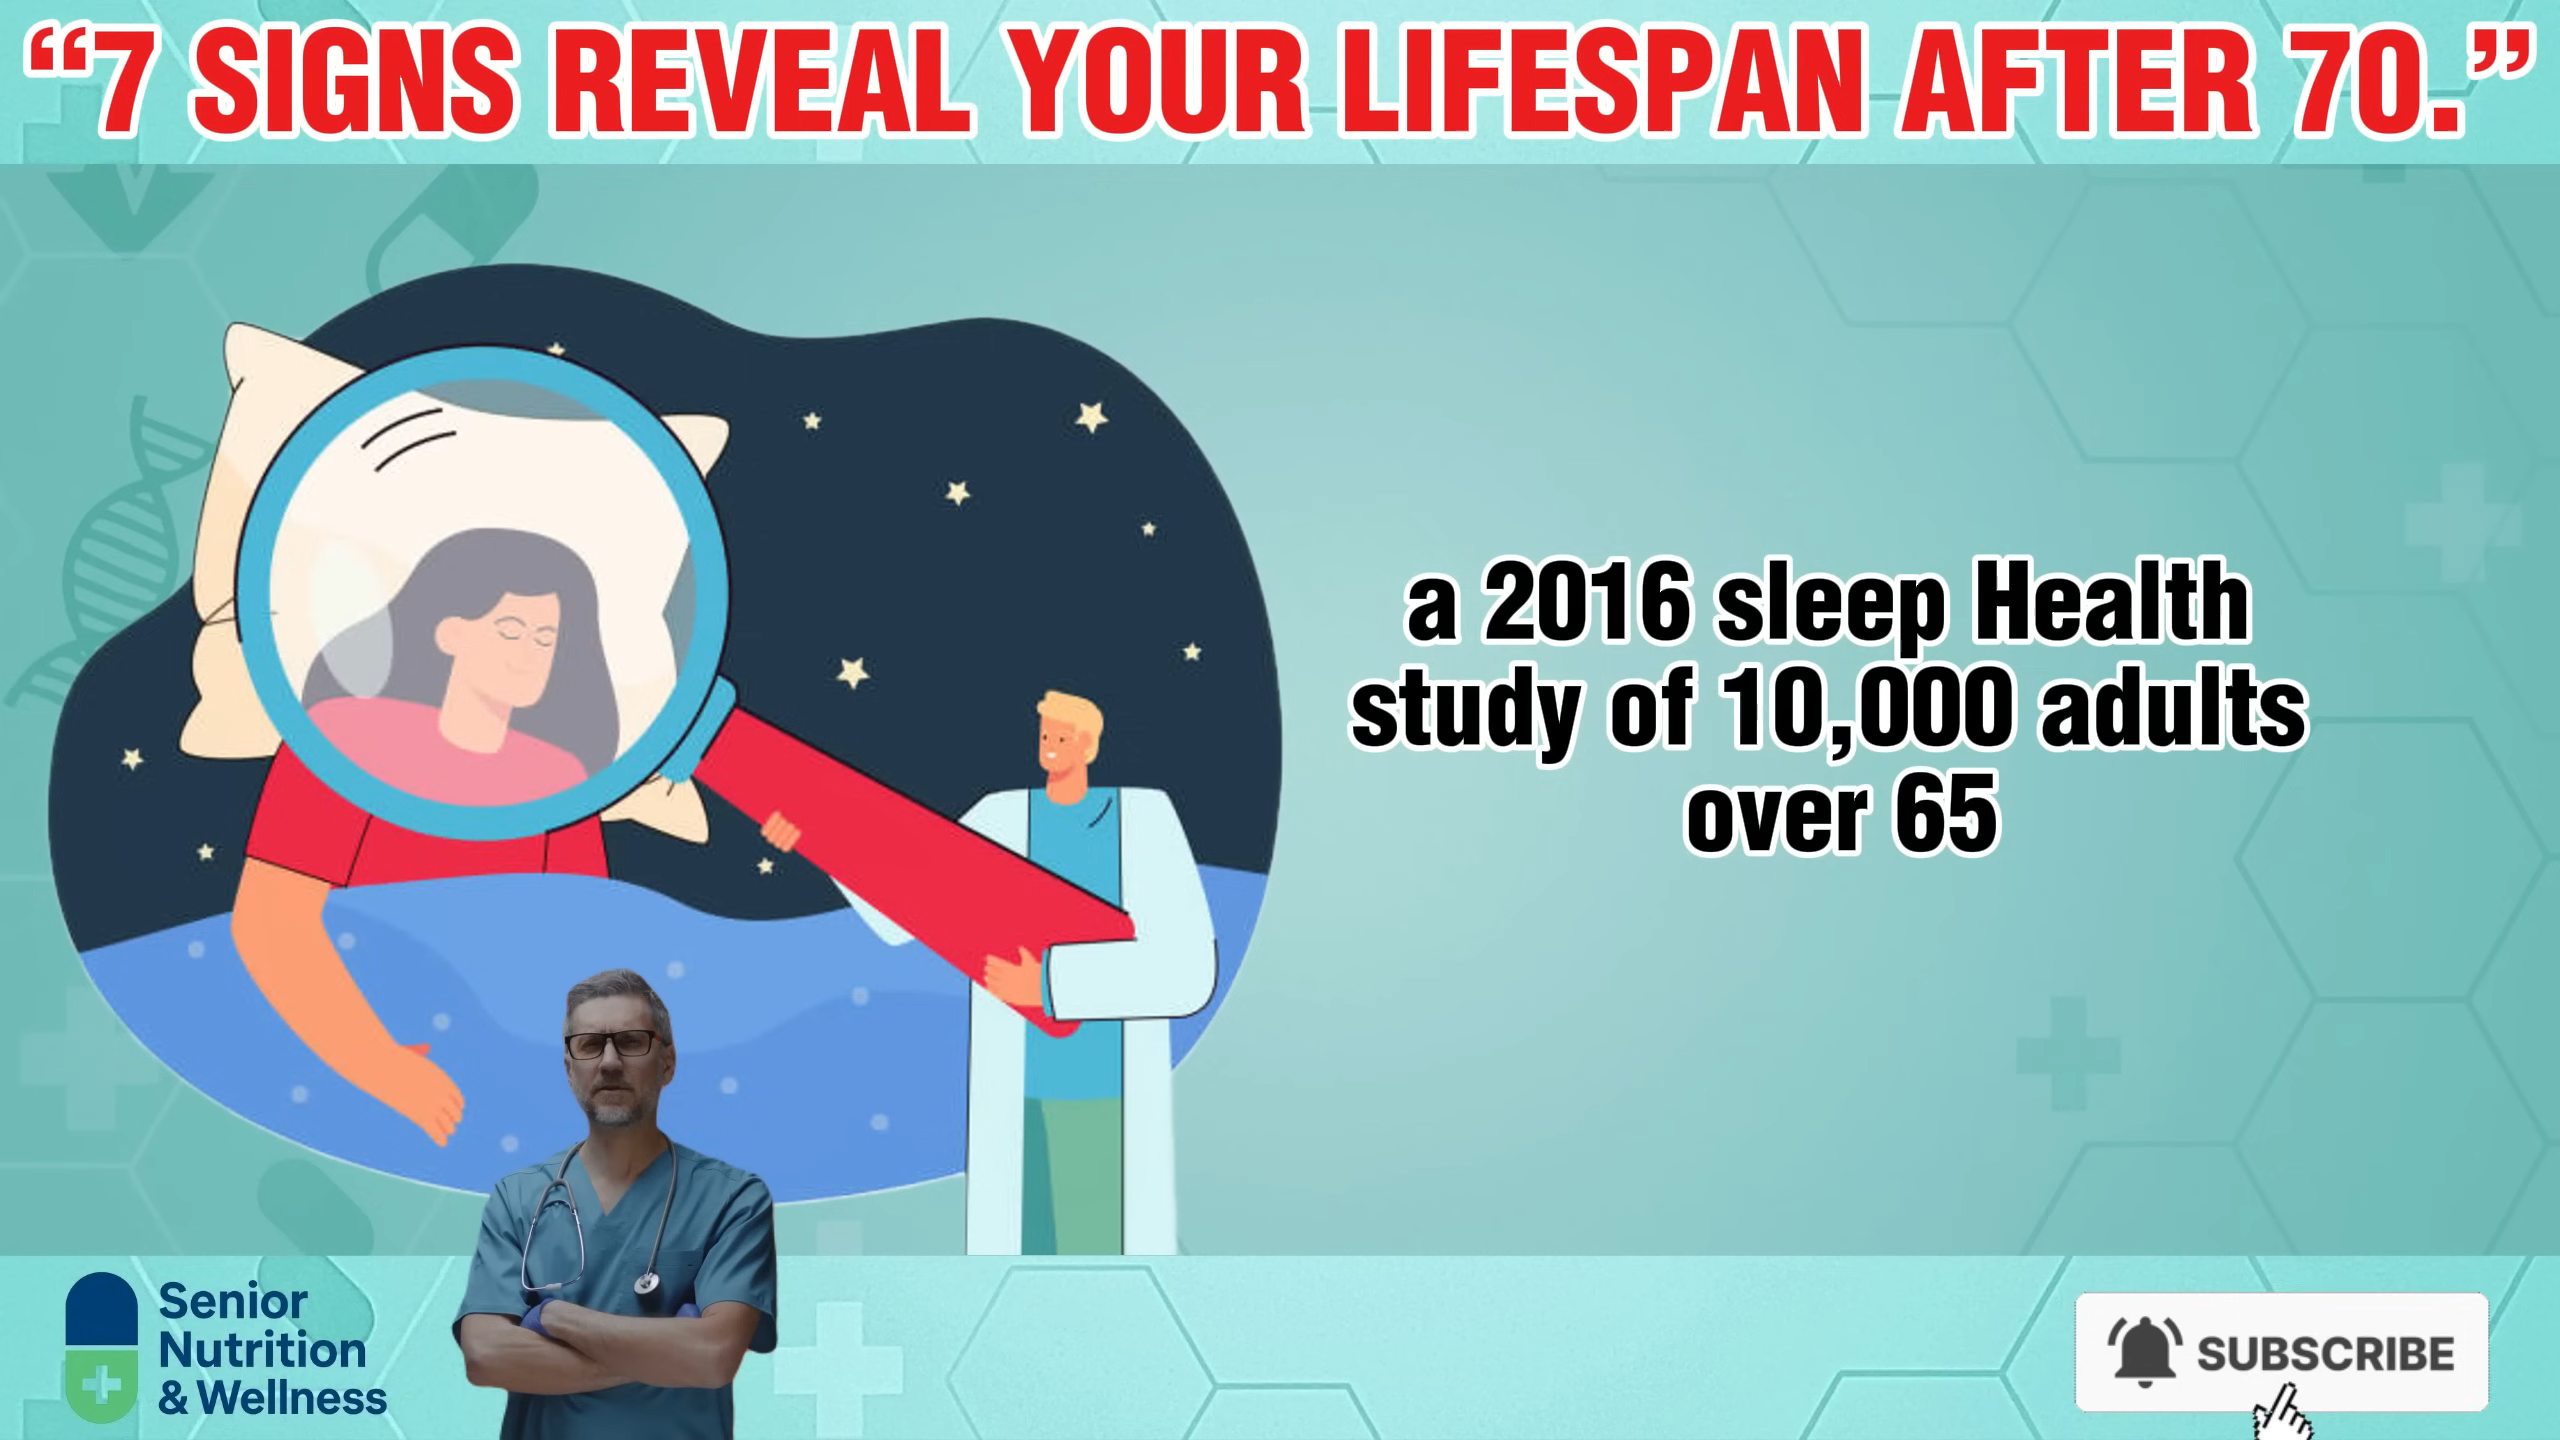 “7 SIGNS REVEAL YOUR LIFESPAN AFTER 70.”
a 2016 sleep Health
study of 10,000 adults
over 65
Senior
Nutrition
& Wellness
SUBSCRIBE